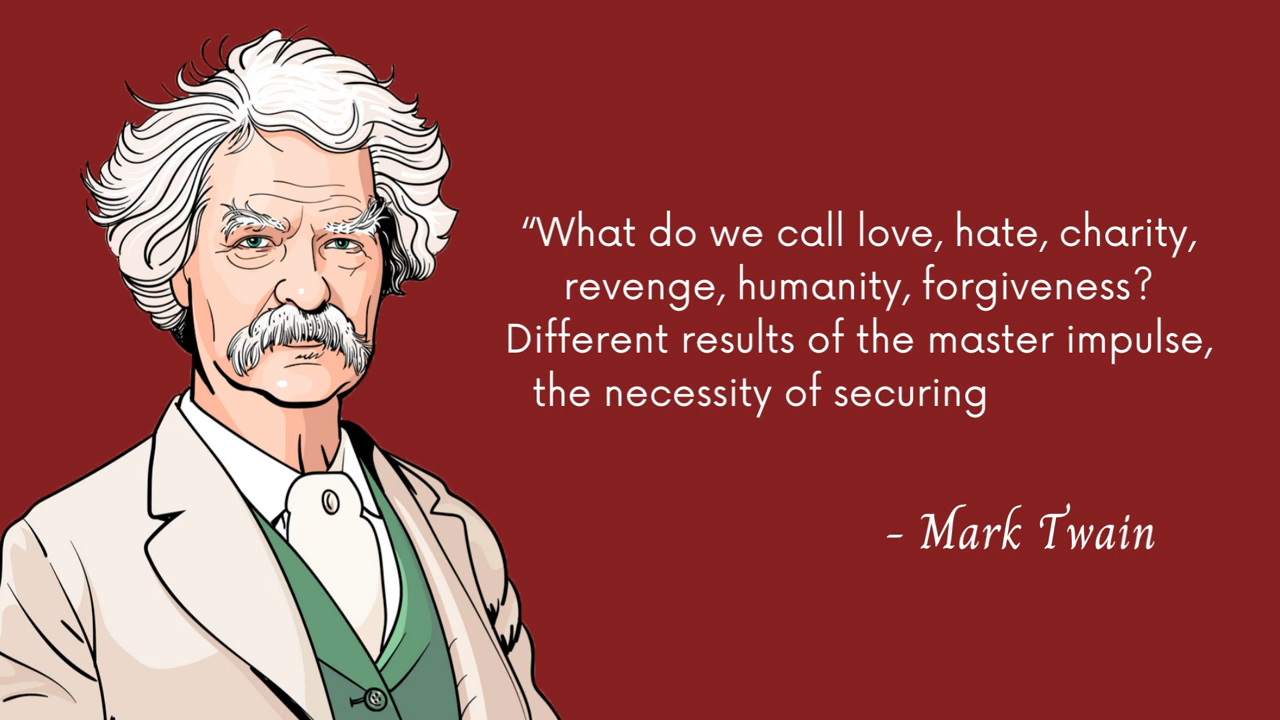 “What do we call love, hate, charity,
revenge, humanity, forgiveness?
Different results of the master impulse,
the necessity of securing
- Mark Twain